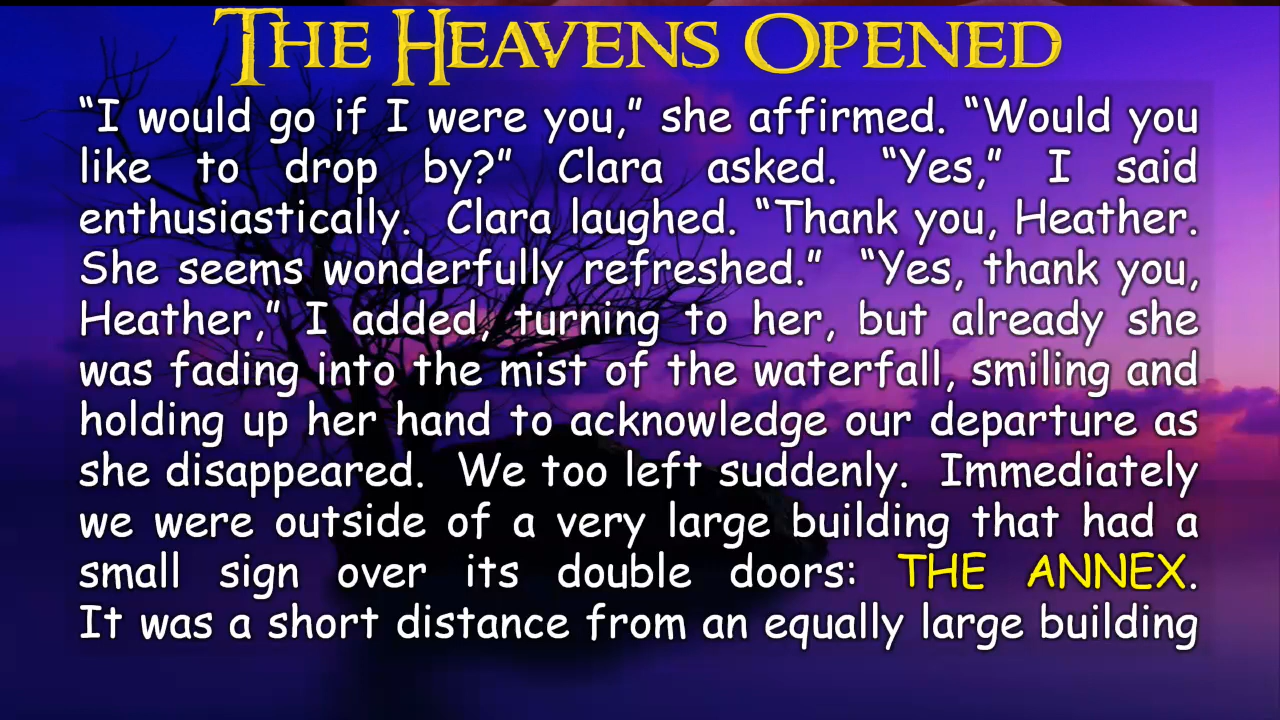 THE HEAVENS OPENED
“I would go if I were you,” she affirmed. “Would you
like to drop by?” Clara asked. “Yes,” I said
enthusiastically. Clara laughed. “Thank you, Heather.
She seems wonderfully refreshed.” “Yes, thank you,
Heather,” I added, turning to her, but already she
was fading into the mist of the waterfall, smiling and
holding up her hand to acknowledge our departure as
she disappeared. We too left suddenly. Immediately
we were outside of a very large building that had a
small sign over its double doors: THE ANNEX.
It was a short distance from an equally large building